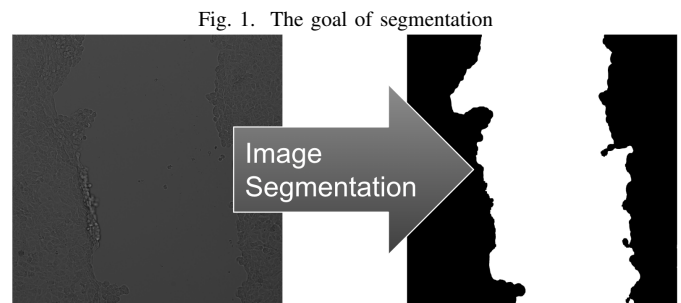 Fig. 1. The goal of segmentation
Image
Segmentation